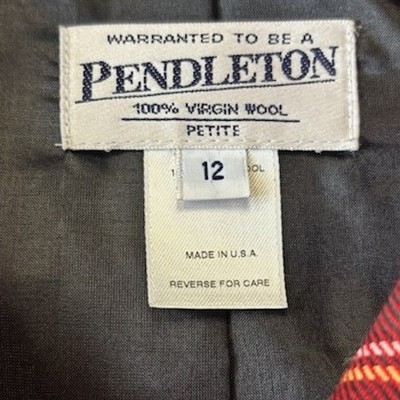 WARRANTED TO BE A
PENDLETON
100% VIRGIN WOOL
PETITE
12
MADE IN U.S.A.
REVERSE FOR CARE